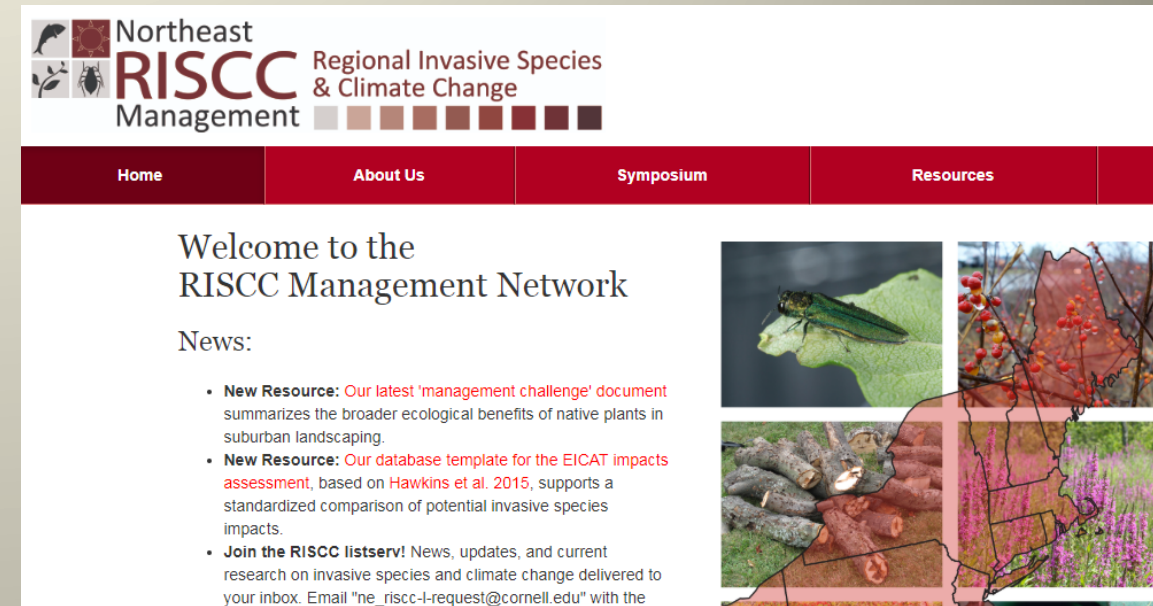 Northeast
RISCC
Management
Regional Invasive Species
& Climate Change
Home
About Us
Symposium
Resources
Welcome to the
RISCC Management Network
News:
• New Resource: Our latest 'management challenge' document
summarizes the broader ecological benefits of native plants in
suburban landscaping.
• New Resource: Our database template for the EICAT impacts
assessment, based on Hawkins et al. 2015, supports a
standardized comparison of potential invasive species
impacts.
• Join the RISCC listserv! News, updates, and current
research on invasive species and climate change delivered to
your inbox. Email "ne_riscc-l-request@cornell.edu" with the